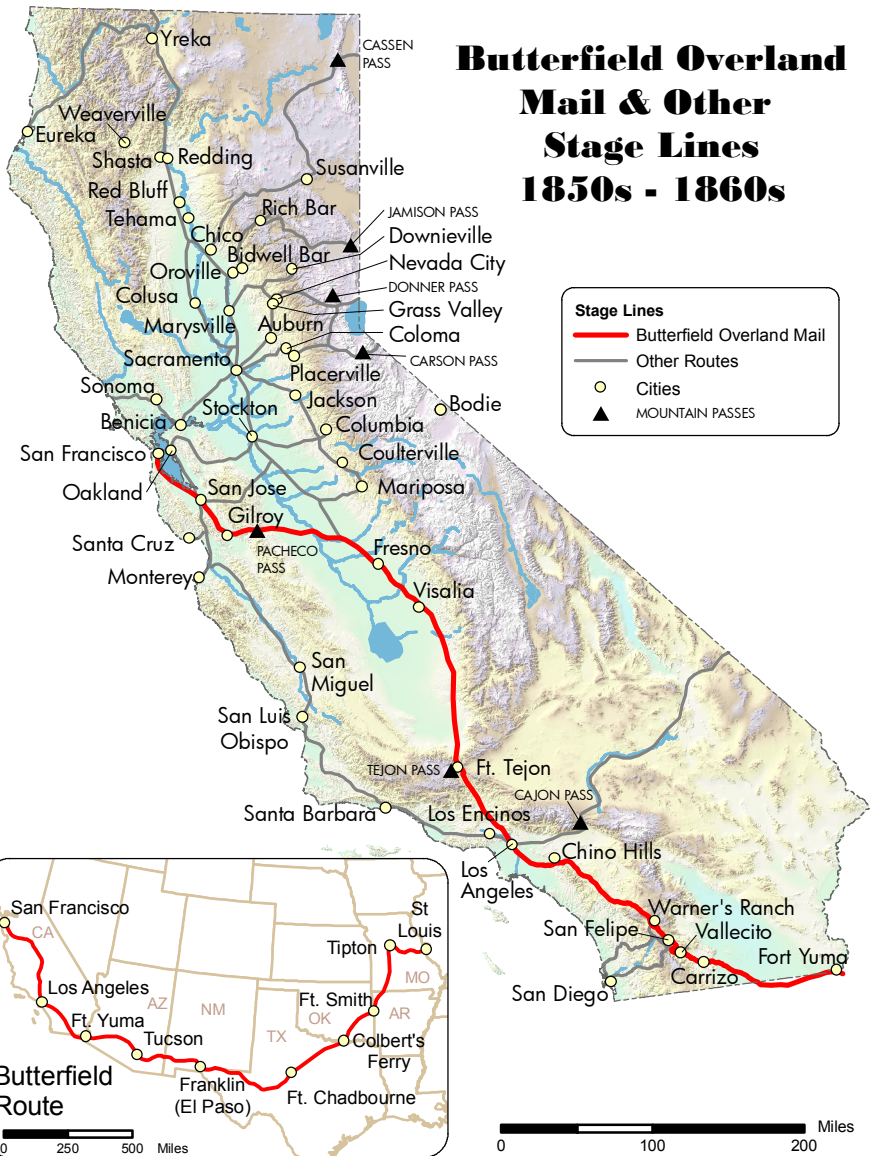 Butterfield Overland
Mail & Other
Stage Lines
1850s - 1860s
Yreka
CASSEN
PASS
Weaverville
Eureka
Shasta
Redding
Susanville
Red Bluff
Tehama
Rich Bar
JAMISON PASS
Chico
Downieville
Bidwell Bar
Oroville
Nevada City
DONNER PASS
Colusa
Grass Valley
Marysville
Auburn
Coloma
Sacramento
CARSON PASS
Placerville
Sonoma
Jackson
Stockton
Bodie
Benicia
Columbia
San Francisco
Coulterville
Oakland
San Jose
Mariposa
Gilroy
Santa Cruz
PACHECO
PASS
Fresno
Monterey
Visalia
San
Miguel
San Luis
Obispo
TEJON PASS
Ft. Tejon
CAJON PASS
Santa Barbara
Los Encinos
Los
Angeles
Chino Hills
Warner's Ranch
San Felipe
Vallecito
Fort Yuma
Carrizo
San Diego
Stage Lines
Butterfield Overland Mail
Other Routes
Cities
MOUNTAIN PASSES
San Francisco
St
Louis
CA
Tipton
MO
Los Angeles
AZ
NM
Ft. Smith
OK
AR
Ft. Yuma
TX
Tucson
Colbert's
Ferry
Franklin
(El Paso)
Ft. Chadbourne
Butterfield
Route
0 250 500 Miles
Miles
0 100 200